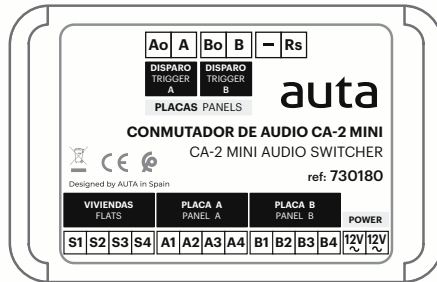 Ao A Bo B – Rs
DISPARO DISPARO
TRIGGER TRIGGER
A B
PLACAS PANELS
auta
CONMUTADOR DE AUDIO CA-2 MINI
CA-2 MINI AUDIO SWITCHER
ref: 730180
CE
Designed by AUTA in Spain
VIVIENDAS PLACA A PLACA B
FLATS PANEL A PANEL B POWER
S1 S2 S3 S4 A1 A2 A3 A4 B1 B2 B3 B4 12V 12V
~ ~